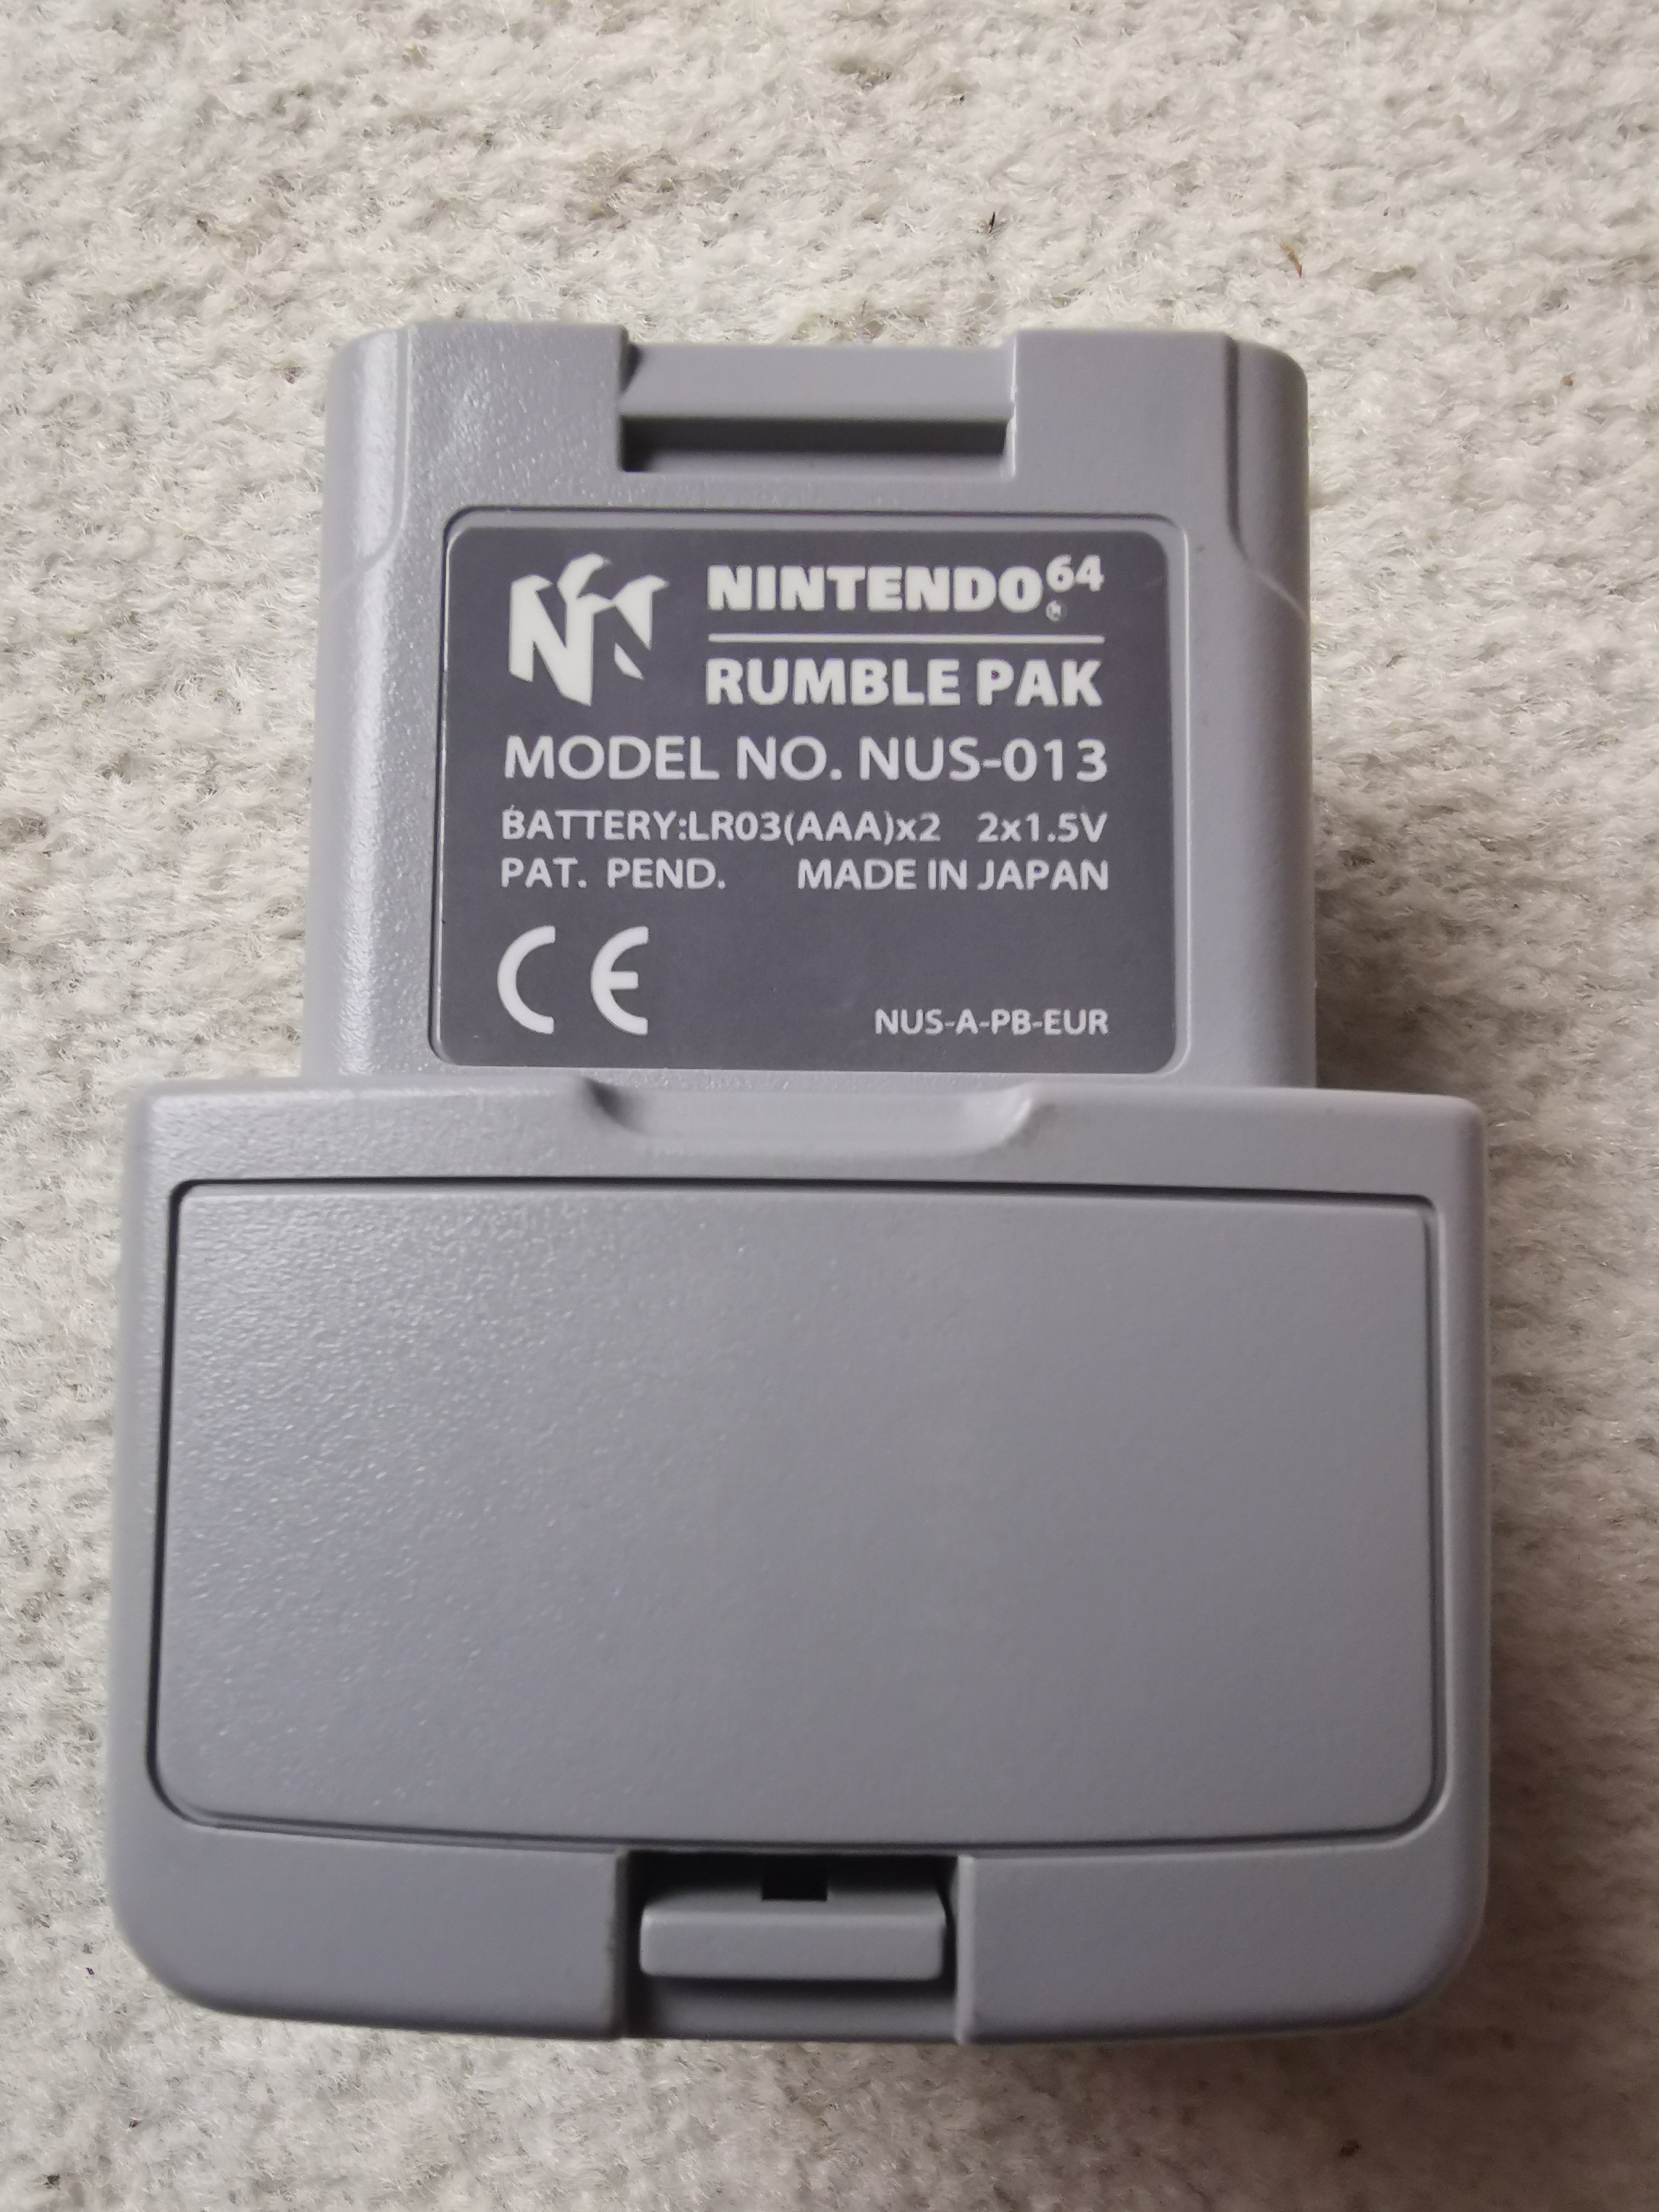 NINTENDO64®
RUMBLE PAK
MODEL NO. NUS-013
BATTERY:LR03(AAA)x2 2x1.5V
PAT. PEND. MADE IN JAPAN
CE
NUS-A-PB-EUR